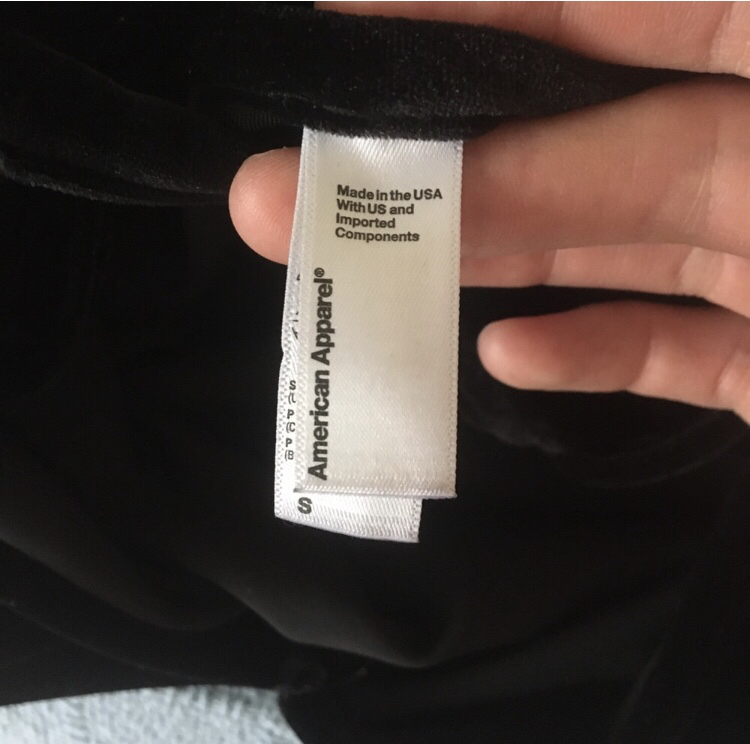 Made in the USA
With US and
Imported
Components
American Apparel®
S